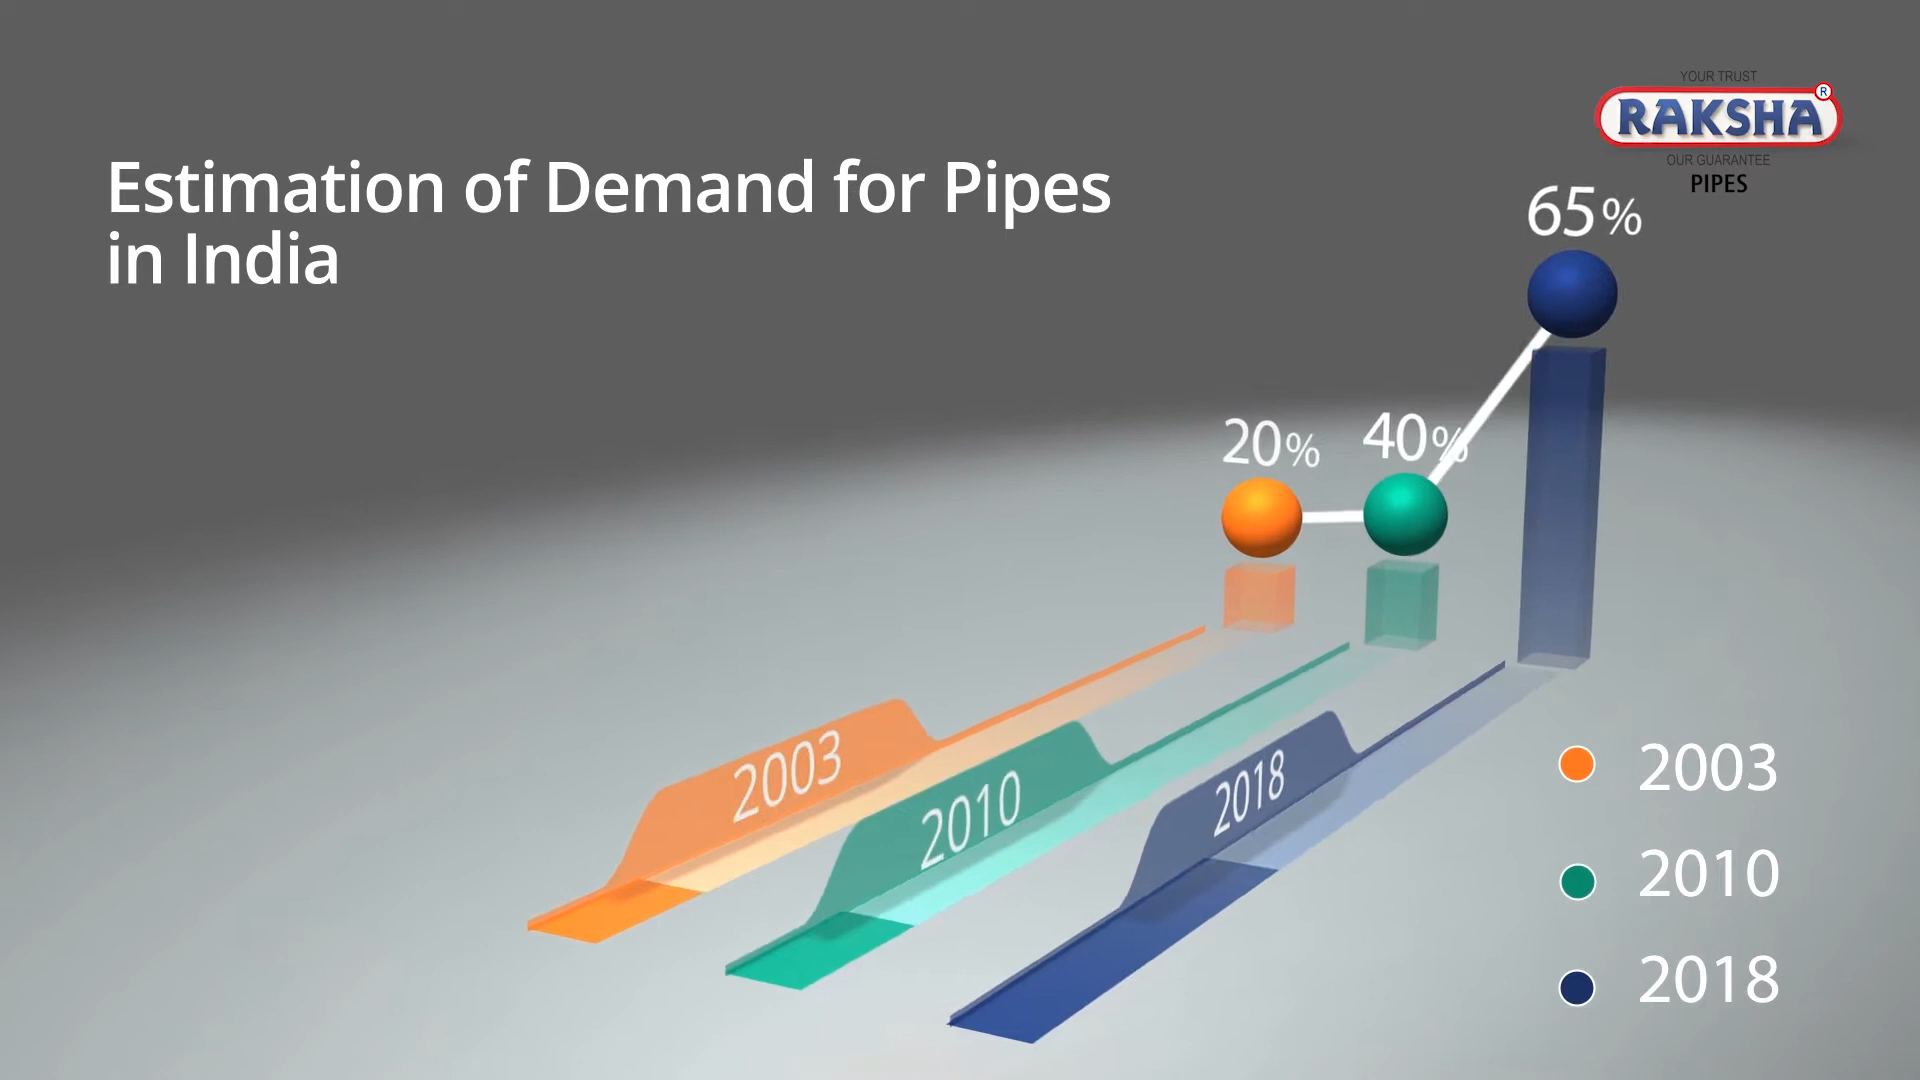 YOUR TRUST
RAKSHA
R
OUR GUARANTEE
PIPES
Estimation of Demand for Pipes
in India
65%
20%
40%
2003
2010
2018
2003
2010
2018